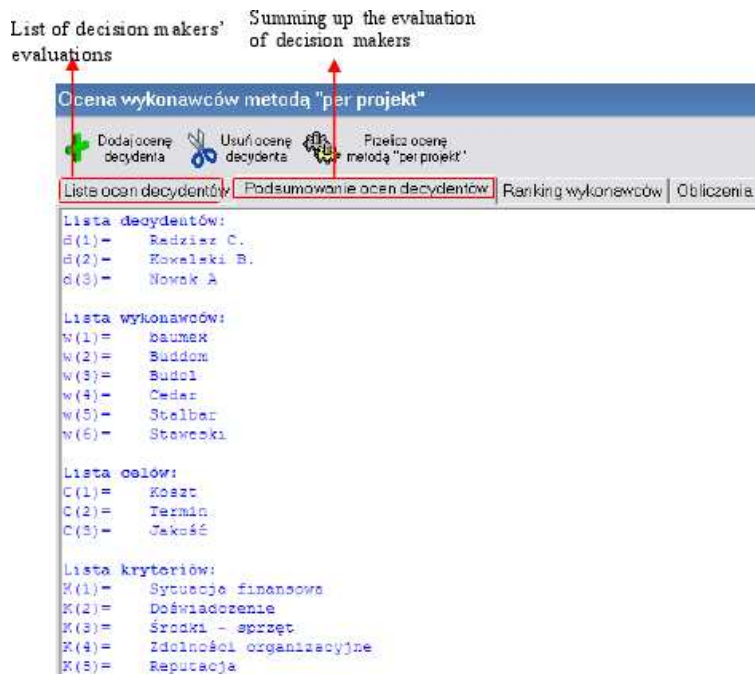 List of decision makers'
evaluations
Summing up the evaluation
of decision makers
Ocena wykonawców metodą "per projekt"
Dodaj ocenę
decydenta
Usuń ocenę
decydenta
Przelicz ocenę
metodą "per projekt"
Lista ocen decydentów
Podsumowanie ocen decydentów
Ranking wykonawców
Obliczenia
Lista decydentów:
d(1)= Radzisz C.
d(2)= Kowalski B.
d(3)= Nowak A
Lista wykonawców:
w(1)= baumex
w(2)= Buddom
w(3)= Budol
w(4)= Cedar
w(5)= Stalbar
w(6)= Staweski
Lista celów:
C(1)= Koszt
C(2)= Termin
C(3)= Jakość
Lista kryteriów:
K(1)= Sytuacja finansowa
K(2)= Doświadczenie
K(3)= Środki - sprzęt
K(4)= Zdolności organizacyjne
K(5)= Reputacja